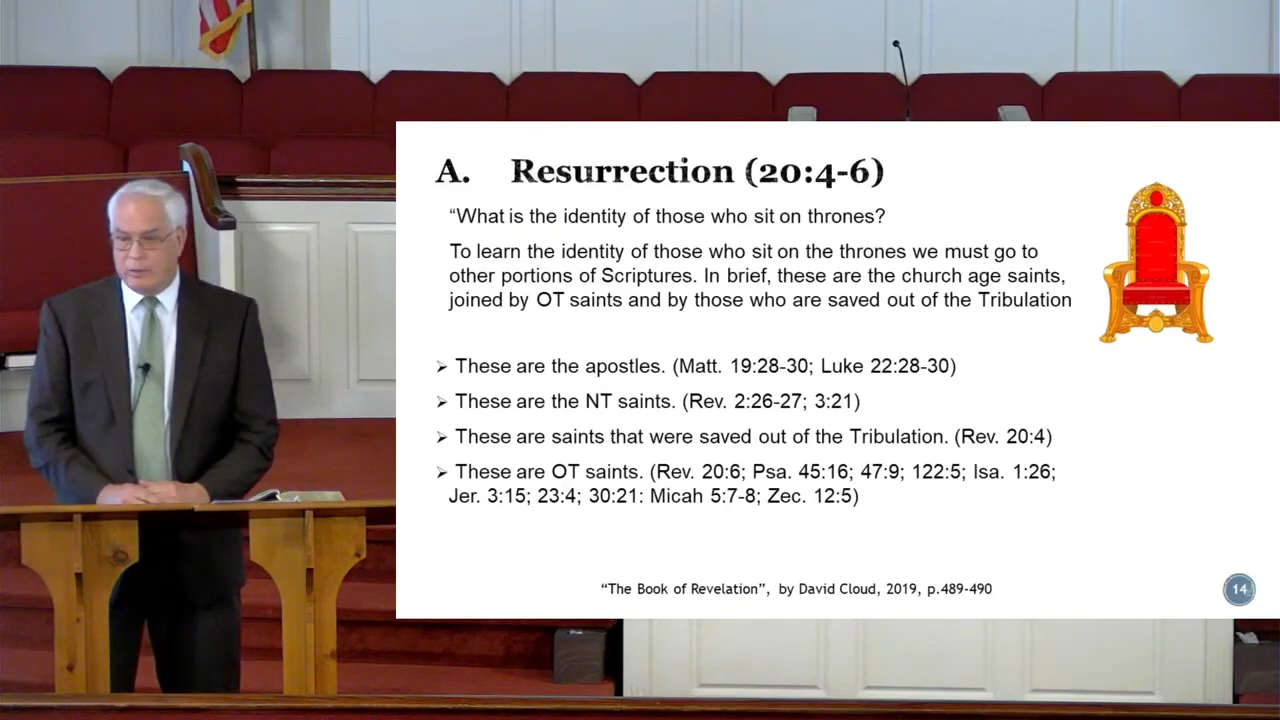 A. Resurrection (20:4-6)
“What is the identity of those who sit on thrones?
To learn the identity of those who sit on the thrones we must go to
other portions of Scriptures. In brief, these are the church age saints,
joined by OT saints and by those who are saved out of the Tribulation
➢ These are the apostles. (Matt. 19:28-30; Luke 22:28-30)
➢ These are the NT saints. (Rev. 2:26-27; 3:21)
➢ These are saints that were saved out of the Tribulation. (Rev. 20:4)
➢ These are OT saints. (Rev. 20:6; Psa. 45:16; 47:9; 122:5; Isa. 1:26;
Jer. 3:15; 23:4; 30:21: Micah 5:7-8; Zec. 12:5)
“The Book of Revelation”, by David Cloud, 2019, p.489-490
14